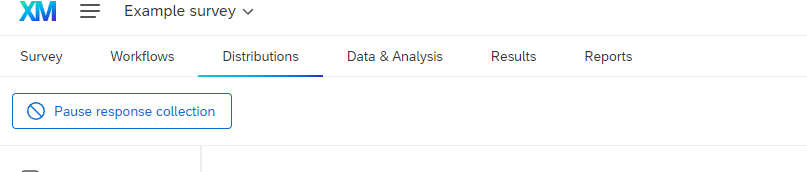 XM Example survey
Survey Workflows Distributions Data & Analysis Results Reports
Pause response collection